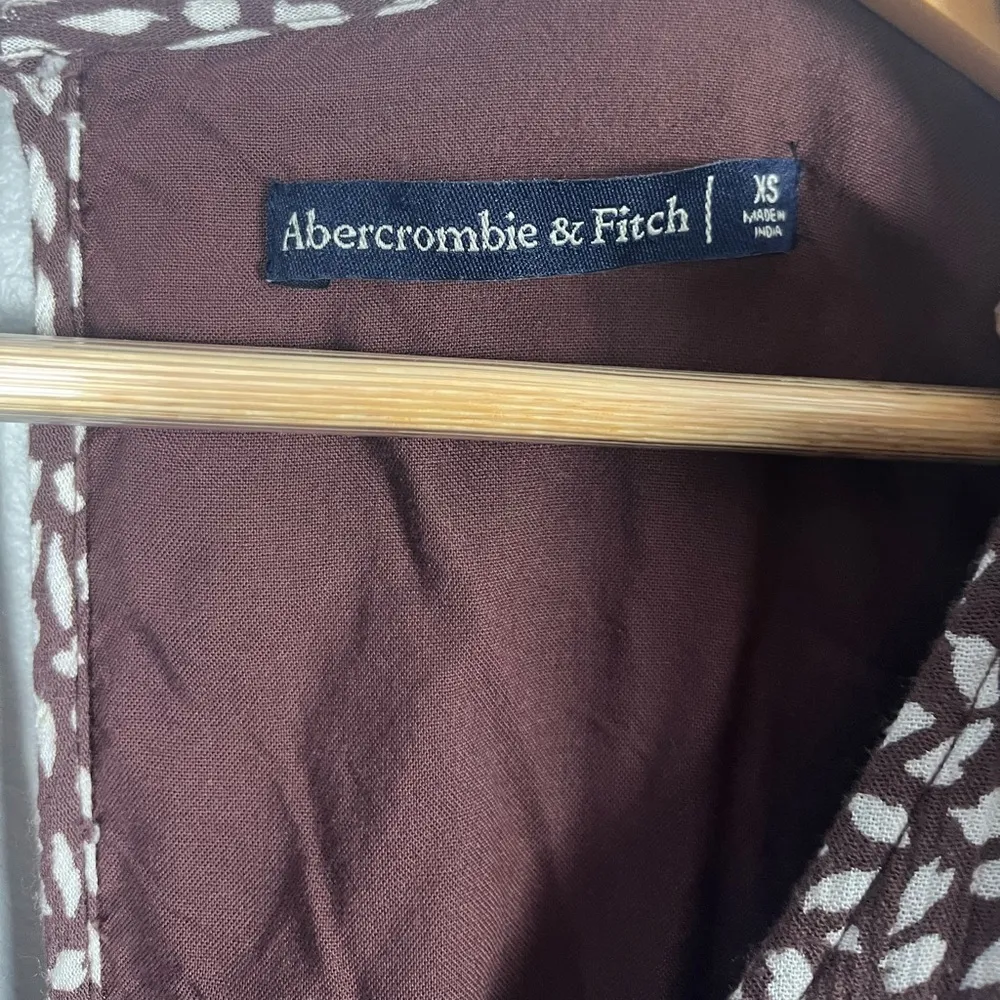 Abercrombie & Fitch | XS
MADE IN
INDIA